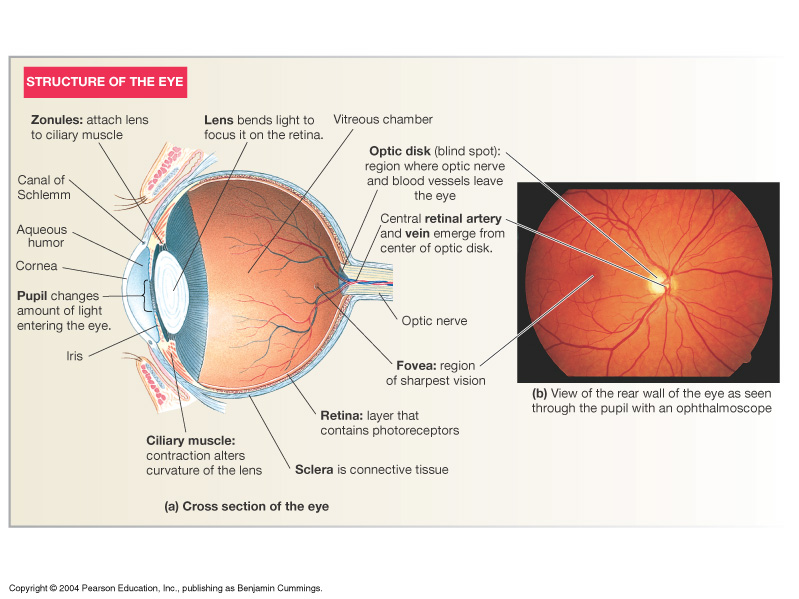 STRUCTURE OF THE EYE
Zonules: attach lens
to ciliary muscle
Lens bends light to
focus it on the retina.
Vitreous chamber
Optic disk (blind spot):
region where optic nerve
and blood vessels leave
the eye
Canal of
Schlemm
Central retinal artery
and vein emerge from
center of optic disk.
Aqueous
humor
Cornea
Pupil changes
amount of light
entering the eye.
Optic nerve
Iris
Fovea: region
of sharpest vision
(b) View of the rear wall of the eye as seen
through the pupil with an ophthalmoscope
Retina: layer that
contains photoreceptors
Ciliary muscle:
contraction alters
curvature of the lens
Sclera is connective tissue
(a) Cross section of the eye
Copyright © 2004 Pearson Education, Inc., publishing as Benjamin Cummings.